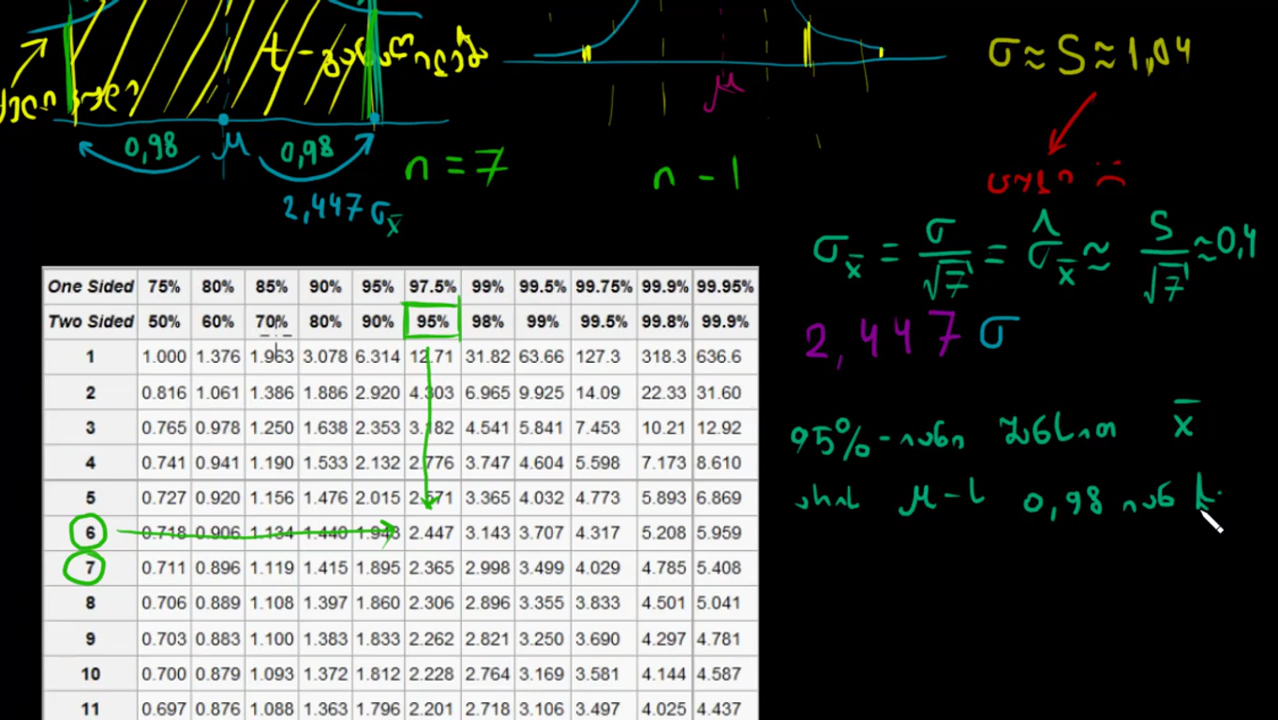 t - განაწილება
σ ≈ S ≈ 1,04
0,98 μ 0,98
μ
n = 7
n - 1
2,447 σx̄
σx̄ = σ/√7 = σ̂x̄ ≈ S/√7 ≈ 0,4
2,447 σ
95%-იანი შანსია x̄
არის μ-ს 0,98
One Sided 75% 80% 85% 90% 95% 97.5% 99% 99.5% 99.75% 99.9% 99.95%
Two Sided 50% 60% 70% 80% 90% 95% 98% 99% 99.5% 99.8% 99.9%
1 1.000 1.376 1.963 3.078 6.314 12.71 31.82 63.66 127.3 318.3 636.6
2 0.816 1.061 1.386 1.886 2.920 4.303 6.965 9.925 14.09 22.33 31.60
3 0.765 0.978 1.250 1.638 2.353 3.182 4.541 5.841 7.453 10.21 12.92
4 0.741 0.941 1.190 1.533 2.132 2.776 3.747 4.604 5.598 7.173 8.610
5 0.727 0.920 1.156 1.476 2.015 2.571 3.365 4.032 4.773 5.893 6.869
6 0.718 0.906 1.134 1.440 1.943 2.447 3.143 3.707 4.317 5.208 5.959
7 0.711 0.896 1.119 1.415 1.895 2.365 2.998 3.499 4.029 4.785 5.408
8 0.706 0.889 1.108 1.397 1.860 2.306 2.896 3.355 3.833 4.501 5.041
9 0.703 0.883 1.100 1.383 1.833 2.262 2.821 3.250 3.690 4.297 4.781
10 0.700 0.879 1.093 1.372 1.812 2.228 2.764 3.169 3.581 4.144 4.587
11 0.697 0.876 1.088 1.363 1.796 2.201 2.718 3.106 3.497 4.025 4.437